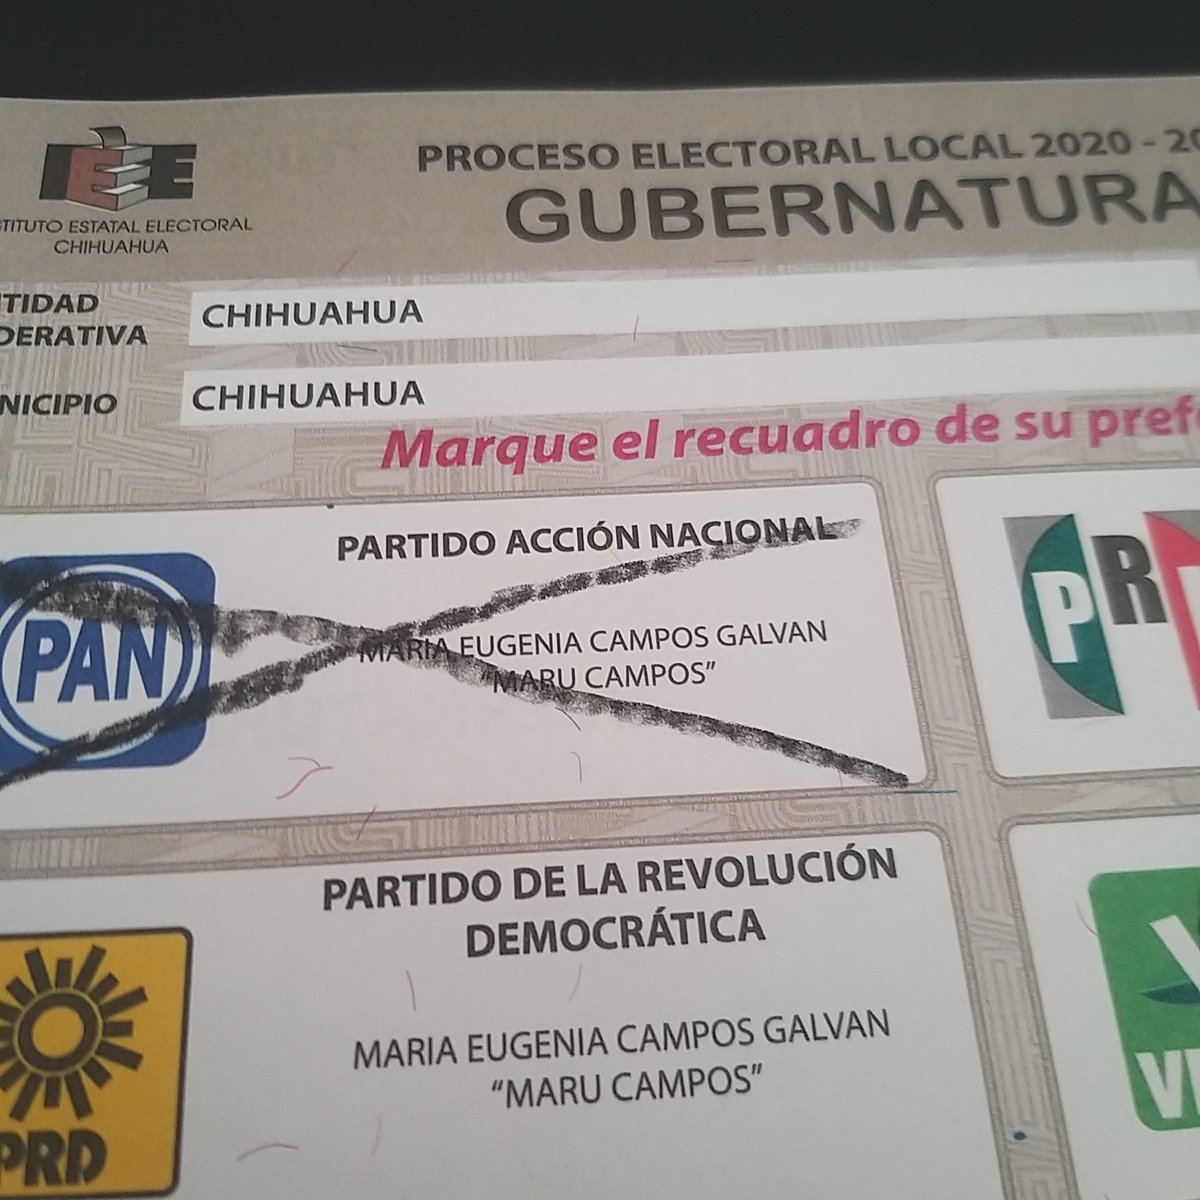 IEE
TITUTO ESTATAL ELECTORAL
CHIHUAHUA
PROCESO ELECTORAL LOCAL 2020 - 20
GUBERNATURA
TIDAD
DERATIVA
CHIHUAHUA
NICIPIO
CHIHUAHUA
Marque el recuadro de su pref
PARTIDO ACCIÓN NACIONAL
PAN
MARIA EUGENIA CAMPOS GALVAN
“MARU CAMPOS”
PR
PARTIDO DE LA REVOLUCIÓN
DEMOCRÁTICA
PRD
MARIA EUGENIA CAMPOS GALVAN
“MARU CAMPOS”